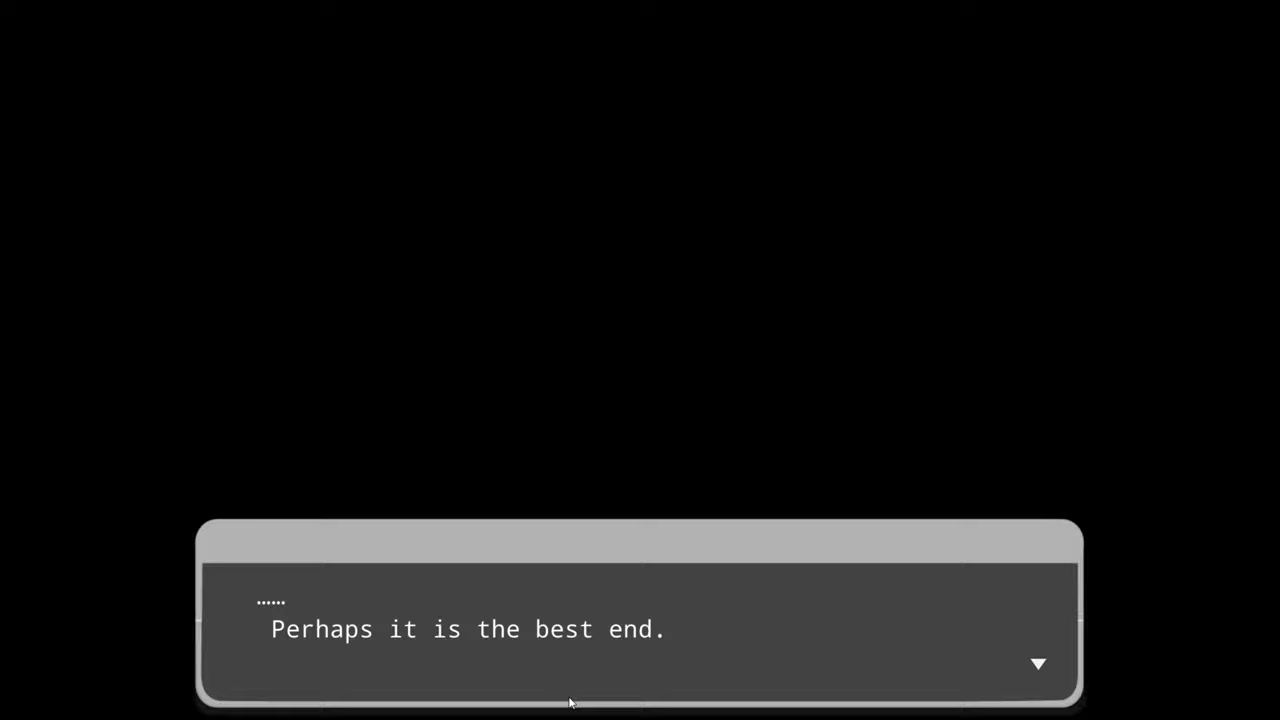 ……
Perhaps it is the best end.